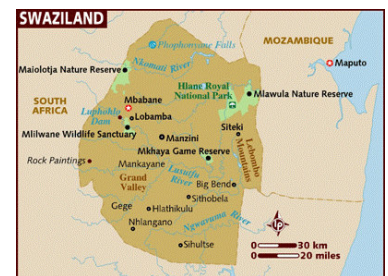 SWAZILAND
Phophonyane Falls
MOZAMBIQUE
Nkomati River
Maiolotja Nature Reserve
Maputo
Hlane Royal
National Park
Mlawula Nature Reserve
SOUTH
AFRICA
Mbabane
Luphohlo
Dam
Lobamba
Siteki
Mlilwane Wildlife Sanctuary
Manzini
Mkhaya Game Reserve
Lebombo
Mountains
Rock Paintings
Mankayane
Lusutfu
River
Grand
Valley
Big Bend
Sithobela
Gege
Hlathikulu
Ngwavuma River
Nhlangano
Sihultse
LP
0
30 km
0
20 miles